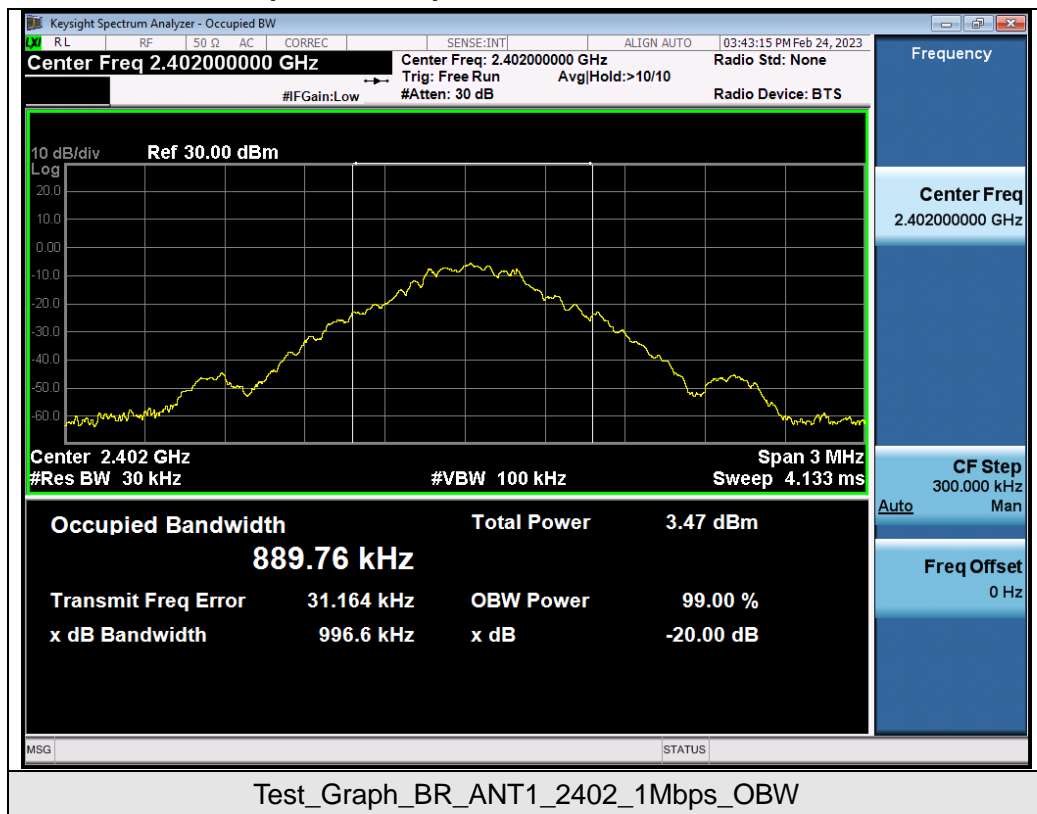 Keysight Spectrum Analyzer - Occupied BW
LXI RL RF 50 Ω AC CORREC SENSE:INT ALIGN AUTO 03:43:15 PM Feb 24, 2023
Center Freq 2.402000000 GHz
Center Freq: 2.402000000 GHz
Radio Std: None
Trig: Free Run Avg|Hold:>10/10
#IFGain:Low
#Atten: 30 dB
Radio Device: BTS
10 dB/div Ref 30.00 dBm
Log
20.0
10.0
0.00
-10.0
-20.0
-30.0
-40.0
-50.0
-60.0
Center 2.402 GHz Span 3 MHz
#Res BW 30 kHz #VBW 100 kHz Sweep 4.133 ms
Occupied Bandwidth Total Power 3.47 dBm
889.76 kHz
Transmit Freq Error 31.164 kHz OBW Power 99.00 %
x dB Bandwidth 996.6 kHz x dB -20.00 dB
Frequency
Center Freq
2.402000000 GHz
CF Step
300.000 kHz
Auto Man
Freq Offset
0 Hz
MSG STATUS
Test_Graph_BR_ANT1_2402_1Mbps_OBW